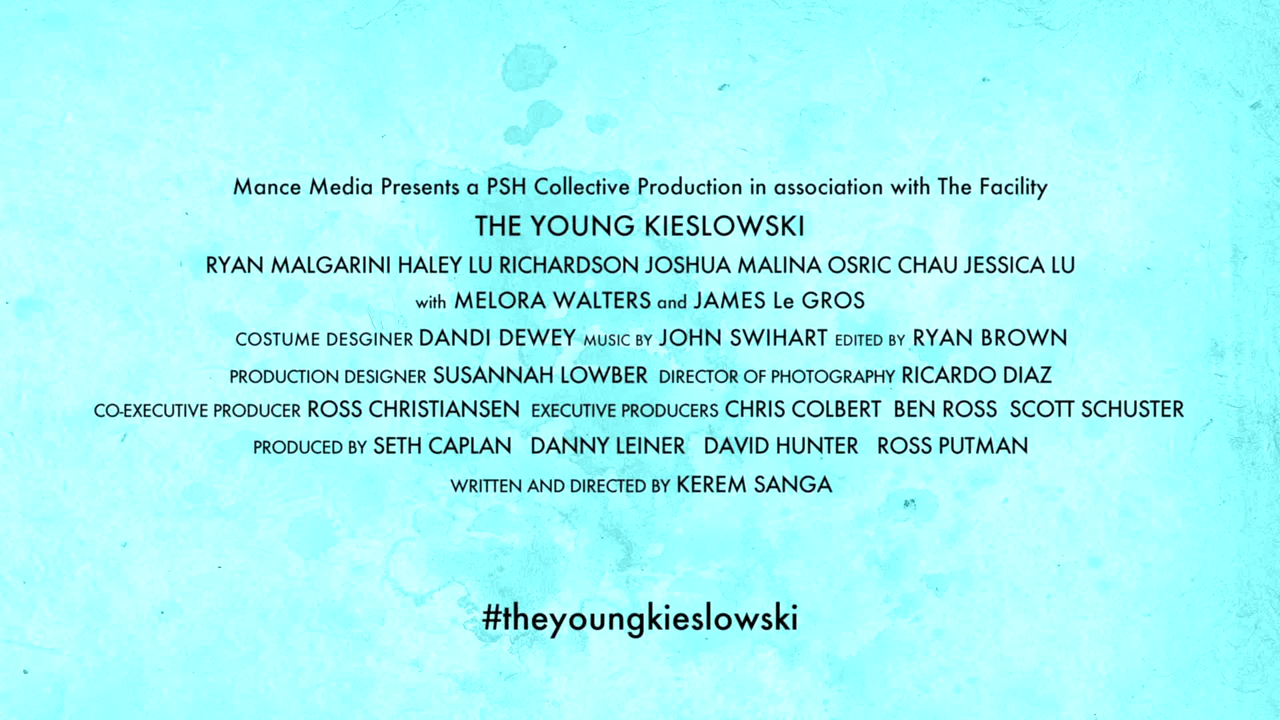 Mance Media Presents a PSH Collective Production in association with The Facility
THE YOUNG KIESLOWSKI
RYAN MALGARINI HALEY LU RICHARDSON JOSHUA MALINA OSRIC CHAU JESSICA LU
with MELORA WALTERS and JAMES Le GROS
COSTUME DESGINER DANDI DEWEY MUSIC BY JOHN SWIHART EDITED BY RYAN BROWN
PRODUCTION DESIGNER SUSANNAH LOWBER DIRECTOR OF PHOTOGRAPHY RICARDO DIAZ
CO-EXECUTIVE PRODUCER ROSS CHRISTIANSEN EXECUTIVE PRODUCERS CHRIS COLBERT BEN ROSS SCOTT SCHUSTER
PRODUCED BY SETH CAPLAN DANNY LEINER DAVID HUNTER ROSS PUTMAN
WRITTEN AND DIRECTED BY KEREM SANGA
#theyoungkieslowski